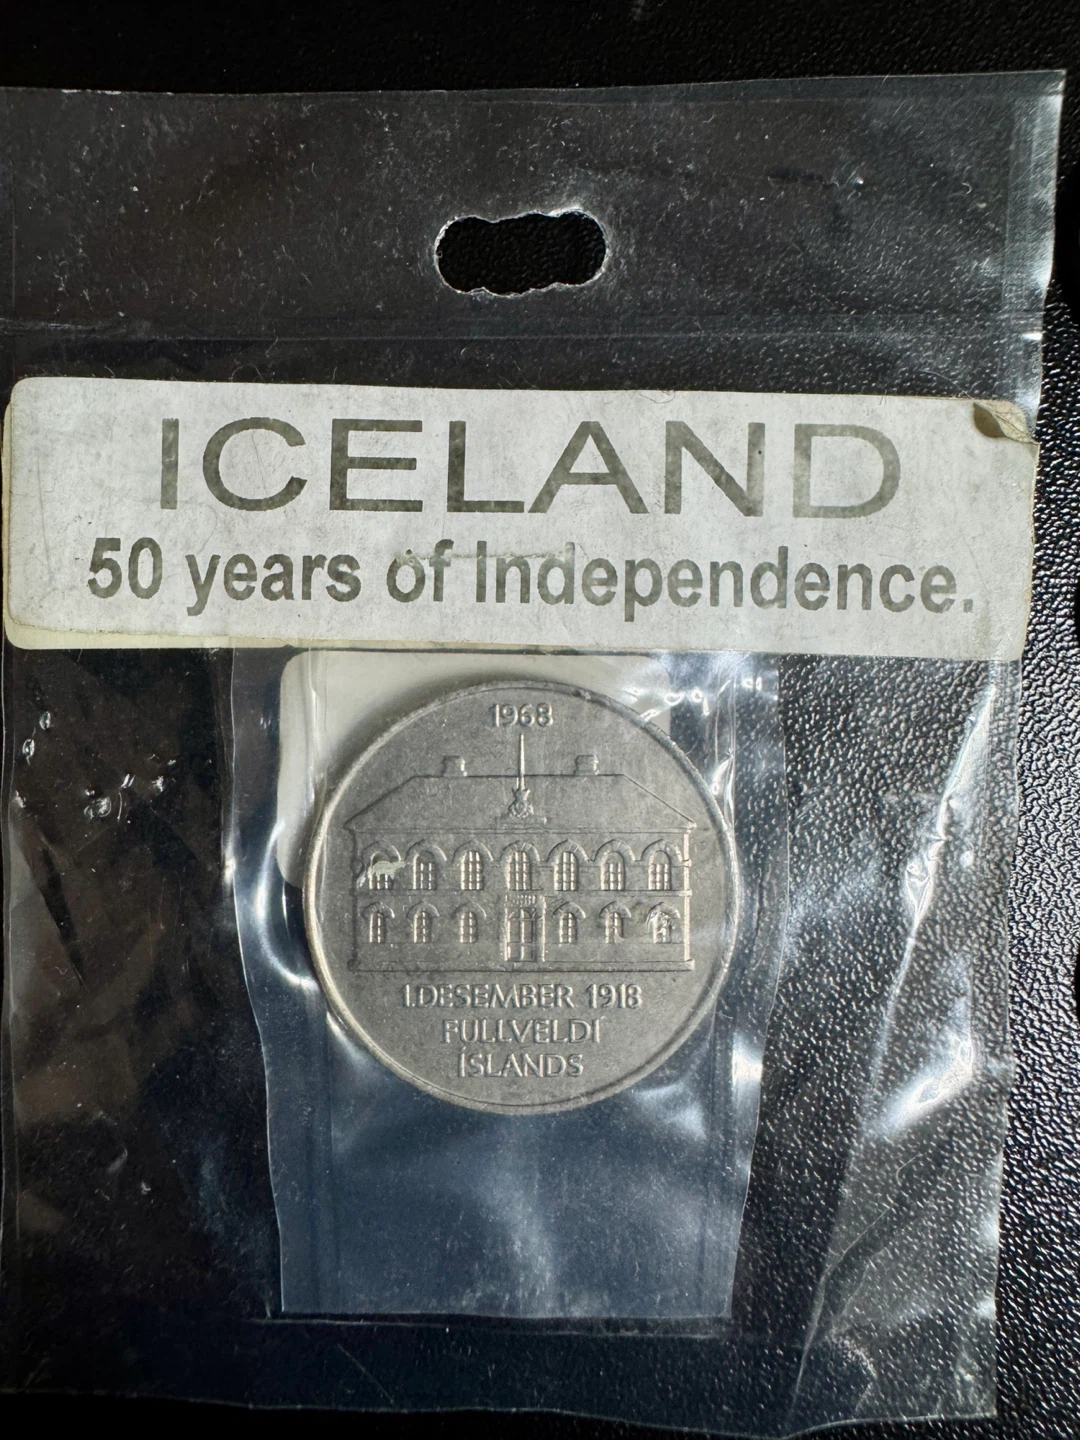 ICELAND
50 years of Independence.
1968
1.DESEMBER 1918
FULLVELDI
ÍSLANDS